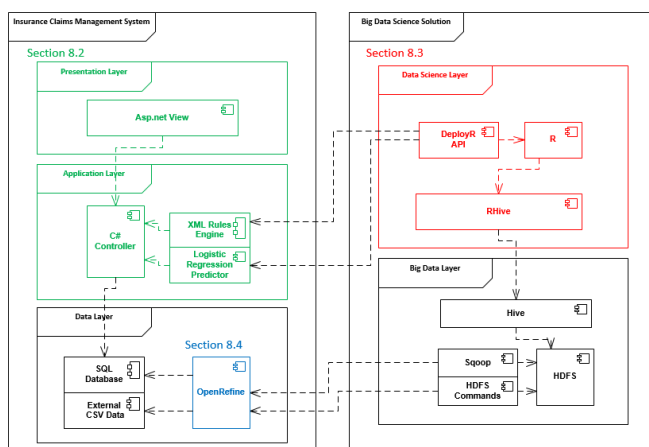 Insurance Claims Management System
Section 8.2
Presentation Layer
Asp.net View
Application Layer
C#
Controller
XML Rules
Engine
Logistic
Regression
Predictor
Data Layer
Section 8.4
SQL
Database
External
CSV Data
OpenRefine
Big Data Science Solution
Section 8.3
Data Science Layer
DeployR
API
R
RHive
Big Data Layer
Hive
Sqoop
HDFS
Commands
HDFS